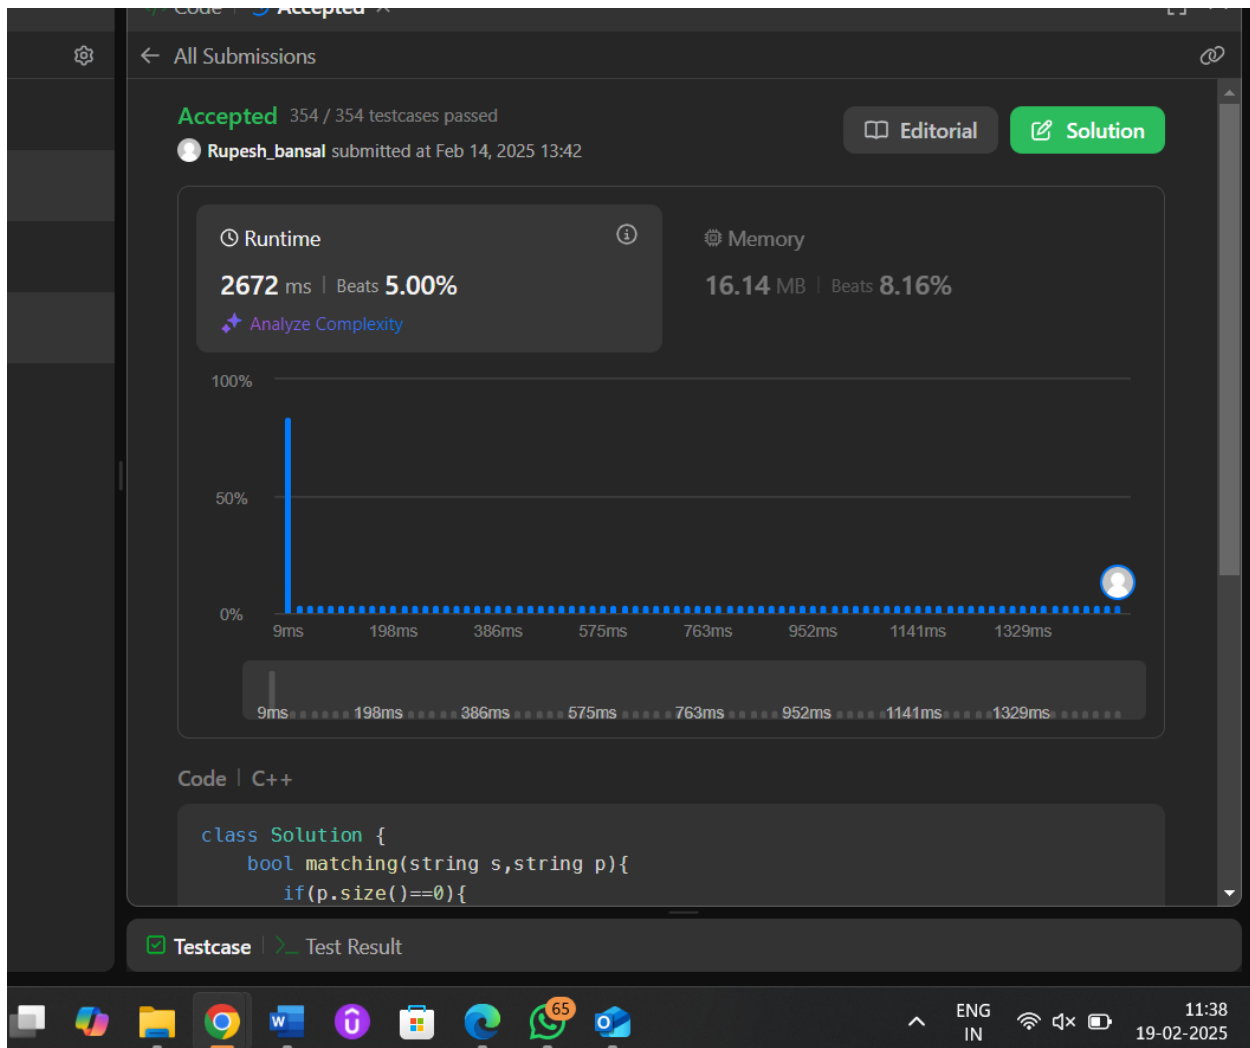 Code | Accepted ×
All Submissions
Accepted 354 / 354 testcases passed
Rupesh_bansal submitted at Feb 14, 2025 13:42
Editorial
Solution
Runtime
2672 ms | Beats 5.00%
Analyze Complexity
Memory
16.14 MB | Beats 8.16%
100%
50%
0%
9ms 198ms 386ms 575ms 763ms 952ms 1141ms 1329ms
9ms 198ms 386ms 575ms 763ms 952ms 1141ms 1329ms
Code | C++
class Solution {
bool matching(string s,string p){
if(p.size()==0){
Testcase | >_ Test Result
65
ENG
IN
11:38
19-02-2025